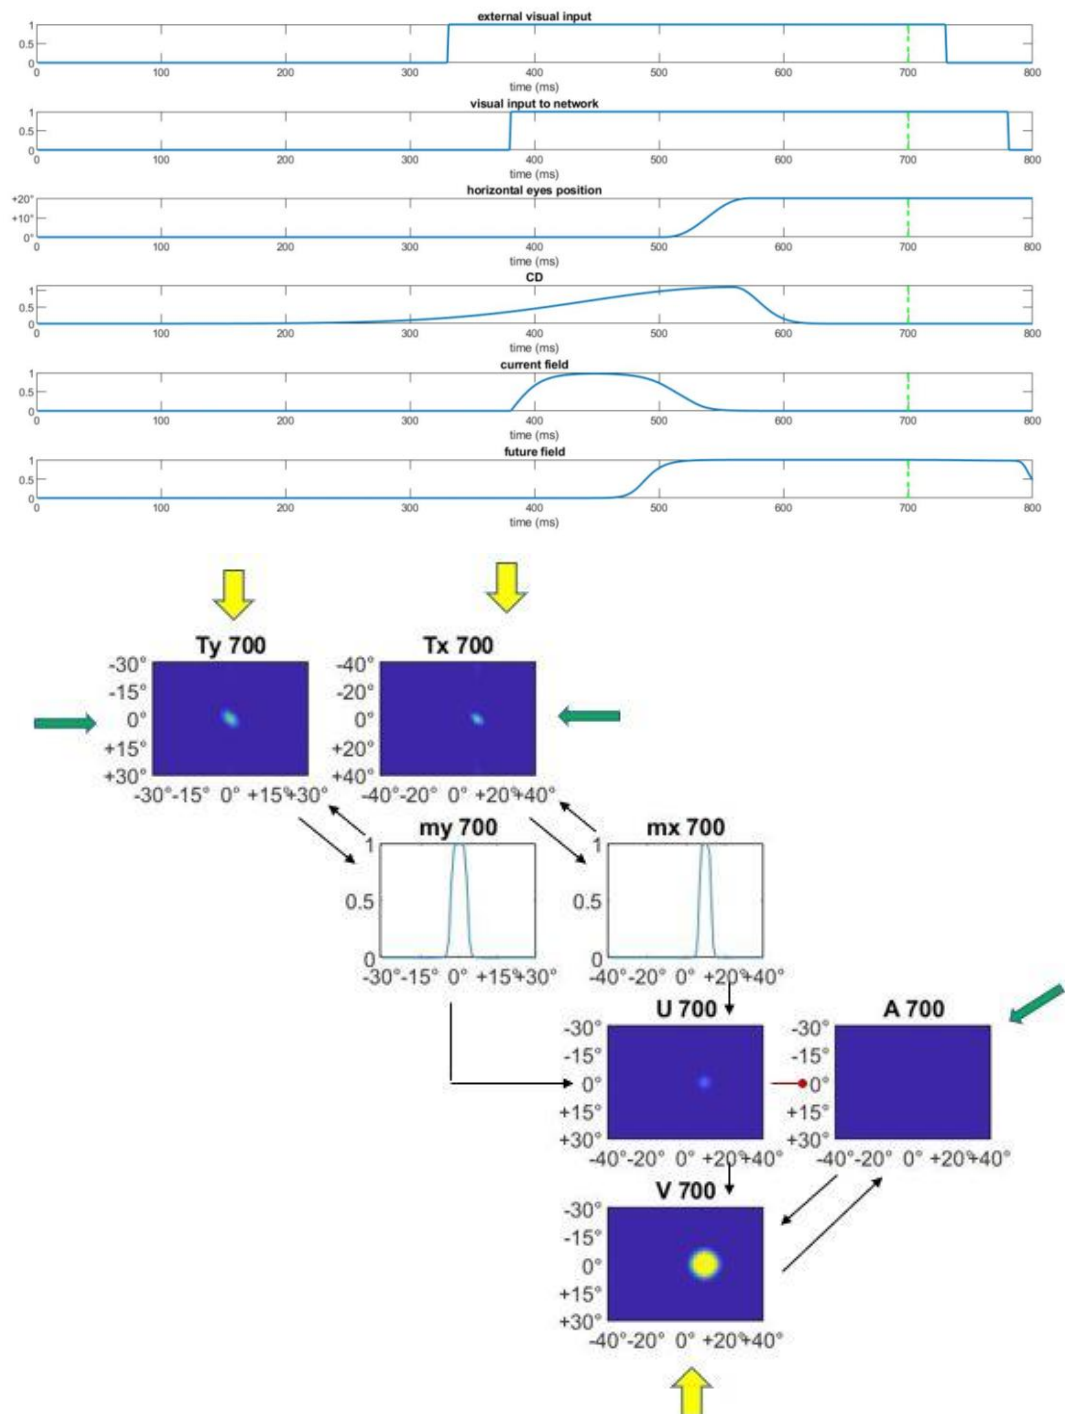 external visual input
1
0.5
0
0 100 200 300 400 500 600 700 800
time (ms)
visual input to network
1
0.5
0
0 100 200 300 400 500 600 700 800
time (ms)
horizontal eyes position
+20°
+10°
0°
0 100 200 300 400 500 600 700 800
time (ms)
CD
1
0.5
0
0 100 200 300 400 500 600 700 800
time (ms)
current field
1
0.5
0
0 100 200 300 400 500 600 700 800
time (ms)
future field
1
0.5
0
0 100 200 300 400 500 600 700 800
time (ms)
Ty 700 Tx 700
-30° -40°
-15° -20°
0° 0°
+15° +20°
+30° +40°
-30° -15° 0° +15° +30° -40° -20° 0° +20° +40°
my 700 mx 700
1 1
0.5 0.5
0 0
-30° -15° 0° +15° +30° -40° -20° 0° +20° +40°
U 700 A 700
-30° -30°
-15° -15°
0° 0°
+15° +15°
+30° +30°
-40° -20° 0° +20° +40° -40° -20° 0° +20° +40°
V 700
-30°
-15°
0°
+15°
+30°
-40° -20° 0° +20° +40°